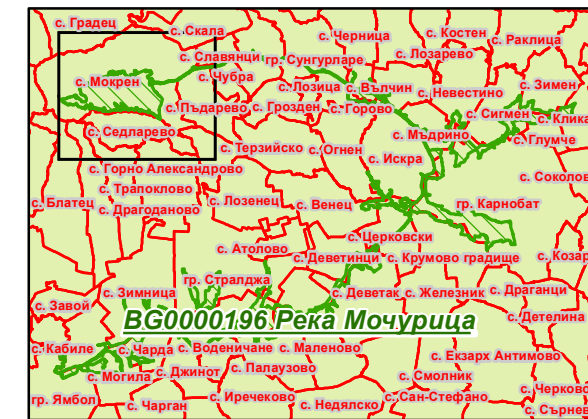 с. Градец
с. Скала
с. Черница
с. Костен
с. Раклица
с. Славянци
гр. Сунгурларе
с. Лозарево
с. Мокрен
с. Чубра
с. Лозица
с. Вълчин
с. Невестино
с. Зимен
с. Пъдарево
с. Грозден
с. Горово
с. Сигмен
с. Клика
с. Седларево
с. Мъдрино
с. Глумче
с. Терзийско
с. Огнен
с. Искра
с. Горно Александрово
с. Соколов
с. Трапоклово
с. Блатец
с. Драгоданово
с. Лозенец
с. Венец
гр. Карнобат
с. Церковски
с. Атолово
с. Деветинци
с. Крумово градище
с. Козар
гр. Стралджа
с. Зимница
с. Деветак
с. Железник
с. Драганци
с. Завой
BG0000196 Река Мочурица
с. Детелина
с. Кабиле
с. Чарда
с. Воденичане
с. Маленово
с. Екзарх Антимово
с. Могила
с. Джинот
с. Палаузово
с. Смолник
с. Черково
гр. Ямбол
с. Чарган
с. Иречеково
с. Недялско
с. Сан-Стефано
с. Сърне